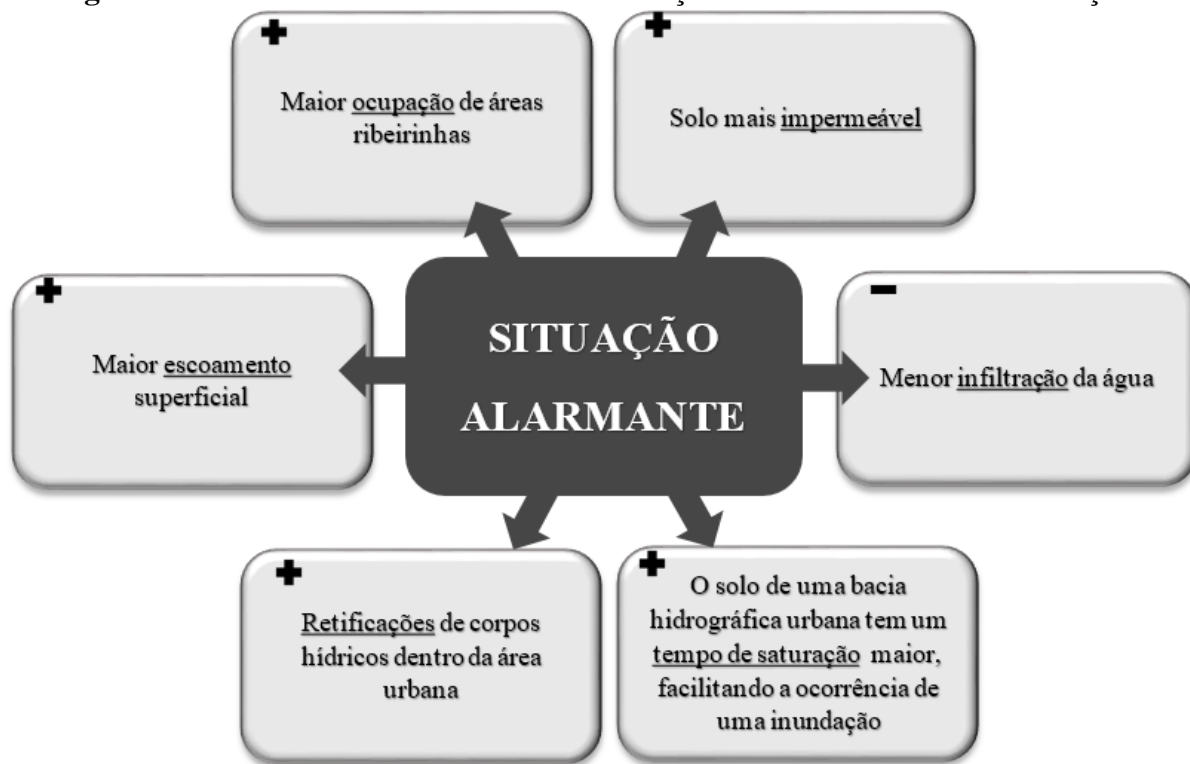 Maior ocupação de áreas
ribeirinhas
Solo mais impermeável
Maior escoamento
superficial
SITUAÇÃO
ALARMANTE
Menor infiltração da água
Retificações de corpos
hídricos dentro da área
urbana
O solo de uma bacia
hidrográfica urbana tem um
tempo de saturação maior,
facilitando a ocorrência de
uma inundação